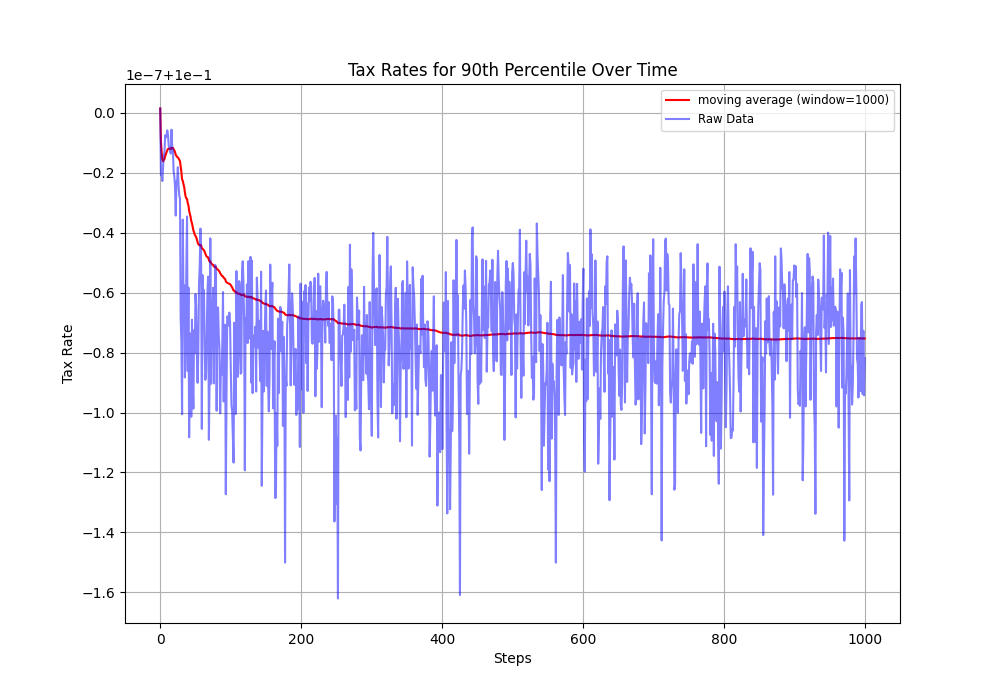 Tax Rates for 90th Percentile Over Time
1e−7+1e−1
moving average (window=1000)
Raw Data
0.0
−0.2
−0.4
−0.6
−0.8
−1.0
−1.2
−1.4
−1.6
Tax Rate
0 200 400 600 800 1000
Steps